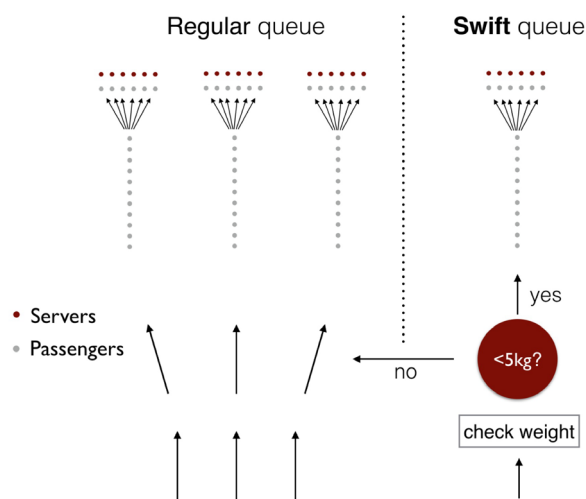 Regular queue
Swift queue
Servers
Passengers
yes
<5kg?
no
check weight